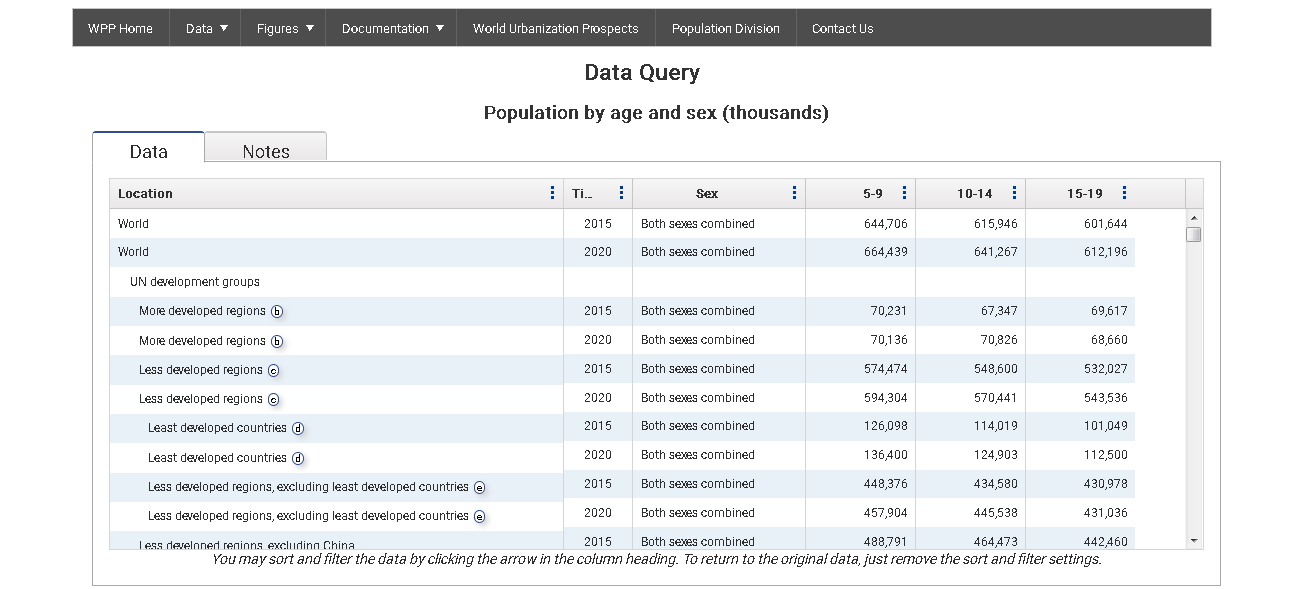 WPP Home Data ▼ Figures ▼ Documentation ▼ World Urbanization Prospects Population Division Contact Us
Data Query
Population by age and sex (thousands)
Data Notes
Location Ti... Sex 5-9 10-14 15-19
World 2015 Both sexes combined 644,706 615,946 601,644
World 2020 Both sexes combined 664,439 641,267 612,196
UN development groups
More developed regions b 2015 Both sexes combined 70,231 67,347 69,617
More developed regions b 2020 Both sexes combined 70,136 70,826 68,660
Less developed regions c 2015 Both sexes combined 574,474 548,600 532,027
Less developed regions c 2020 Both sexes combined 594,304 570,441 543,536
Least developed countries d 2015 Both sexes combined 126,098 114,019 101,049
Least developed countries d 2020 Both sexes combined 136,400 124,903 112,500
Less developed regions, excluding least developed countries e 2015 Both sexes combined 448,376 434,580 430,978
Less developed regions, excluding least developed countries e 2020 Both sexes combined 457,904 445,538 431,036
Less developed regions, excluding China 2015 Both sexes combined 488,791 464,473 442,460
You may sort and filter the data by clicking the arrow in the column heading. To return to the original data, just remove the sort and filter settings.